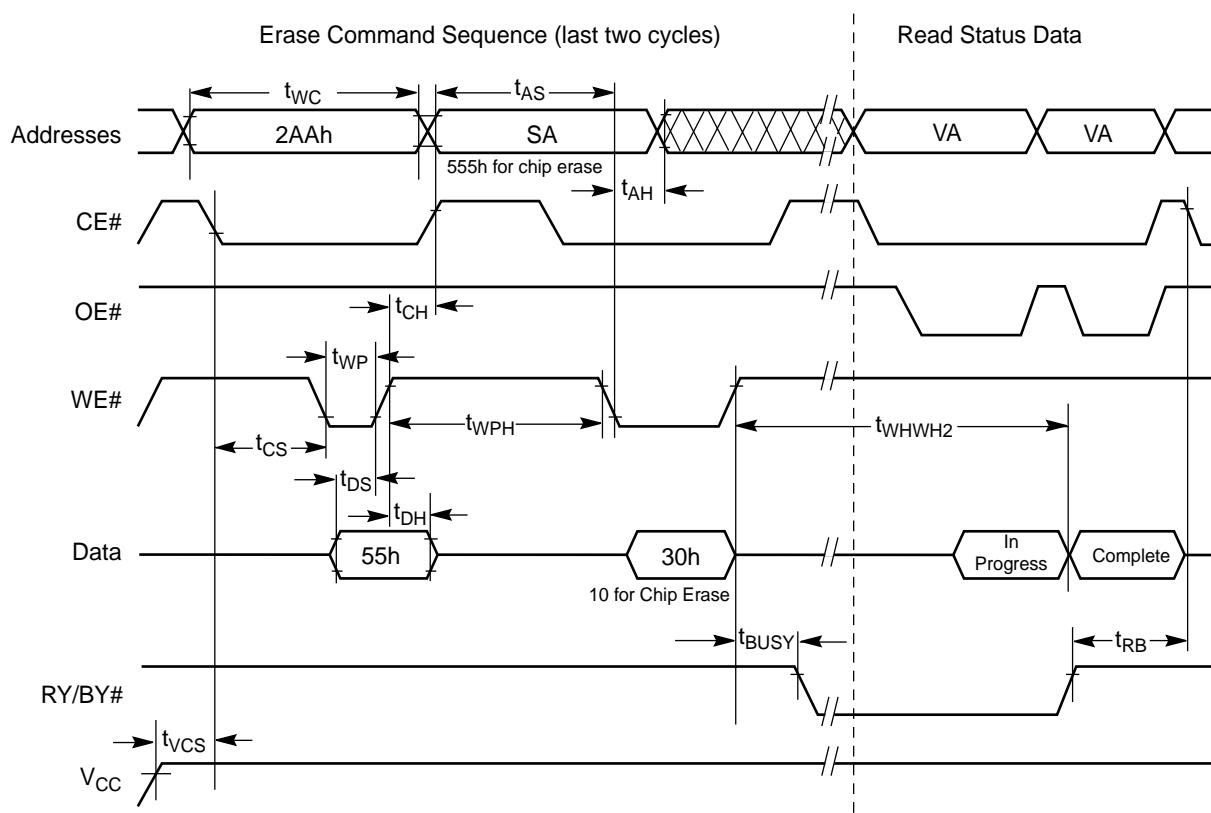 Erase Command Sequence (last two cycles)
Read Status Data
tWC
tAS
Addresses
2AAh
SA
VA
VA
555h for chip erase
tAH
CE#
tCH
OE#
tWP
WE#
tWPH
tWHWH2
tCS
tDS
tDH
Data
55h
30h
In
Progress
Complete
10 for Chip Erase
tBUSY
tRB
RY/BY#
tVCS
VCC